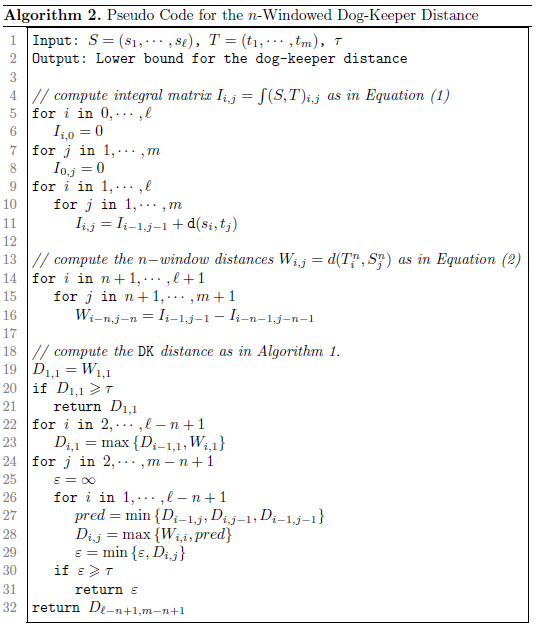 Algorithm 2. Pseudo Code for the n-Windowed Dog-Keeper Distance
1 Input: S = (s₁,⋯,s_ℓ), T = (t₁,⋯,t_m), τ
2 Output: Lower bound for the dog-keeper distance
3
4 // compute integral matrix I_{i,j} = ∫(S,T)_{i,j} as in Equation (1)
5 for i in 0,⋯,ℓ
6 I_{i,0} = 0
7 for j in 1,⋯,m
8 I_{0,j} = 0
9 for i in 1,⋯,ℓ
10 for j in 1,⋯,m
11 I_{i,j} = I_{i−1,j−1} + d(s_i, t_j)
12
13 // compute the n−window distances W_{i,j} = d(T_i^n, S_j^n) as in Equation (2)
14 for i in n+1,⋯,ℓ+1
15 for j in n+1,⋯,m+1
16 W_{i−n,j−n} = I_{i−1,j−1} − I_{i−n−1,j−n−1}
17
18 // compute the DK distance as in Algorithm 1.
19 D_{1,1} = W_{1,1}
20 if D_{1,1} ⩾ τ
21 return D_{1,1}
22 for i in 2,⋯,ℓ−n+1
23 D_{i,1} = max {D_{i−1,1}, W_{i,1}}
24 for j in 2,⋯,m−n+1
25 ε = ∞
26 for i in 1,⋯,ℓ−n+1
27 pred = min {D_{i−1,j}, D_{i,j−1}, D_{i−1,j−1}}
28 D_{i,j} = max {W_{i,i}, pred}
29 ε = min {ε, D_{i,j}}
30 if ε ⩾ τ
31 return ε
32 return D_{ℓ−n+1,m−n+1}